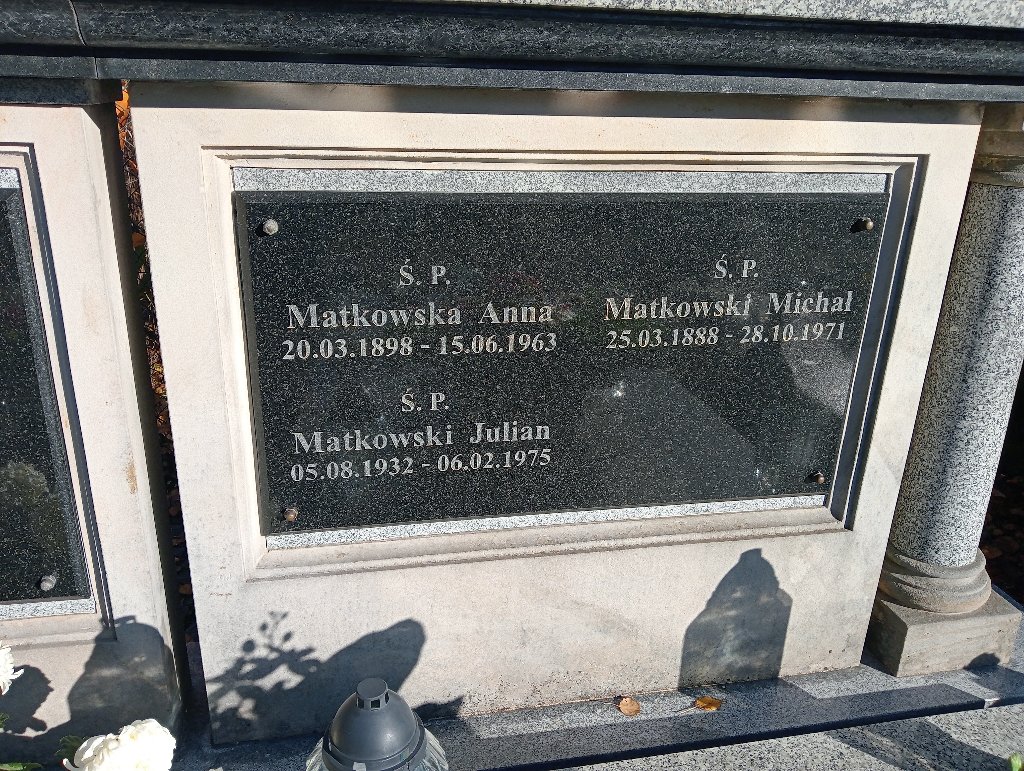 Ś. P.
Matkowska Anna
20.03.1898 - 15.06.1963
Ś. P.
Matkowski Michał
25.03.1888 - 28.10.1971
Ś. P.
Matkowski Julian
05.08.1932 - 06.02.1975